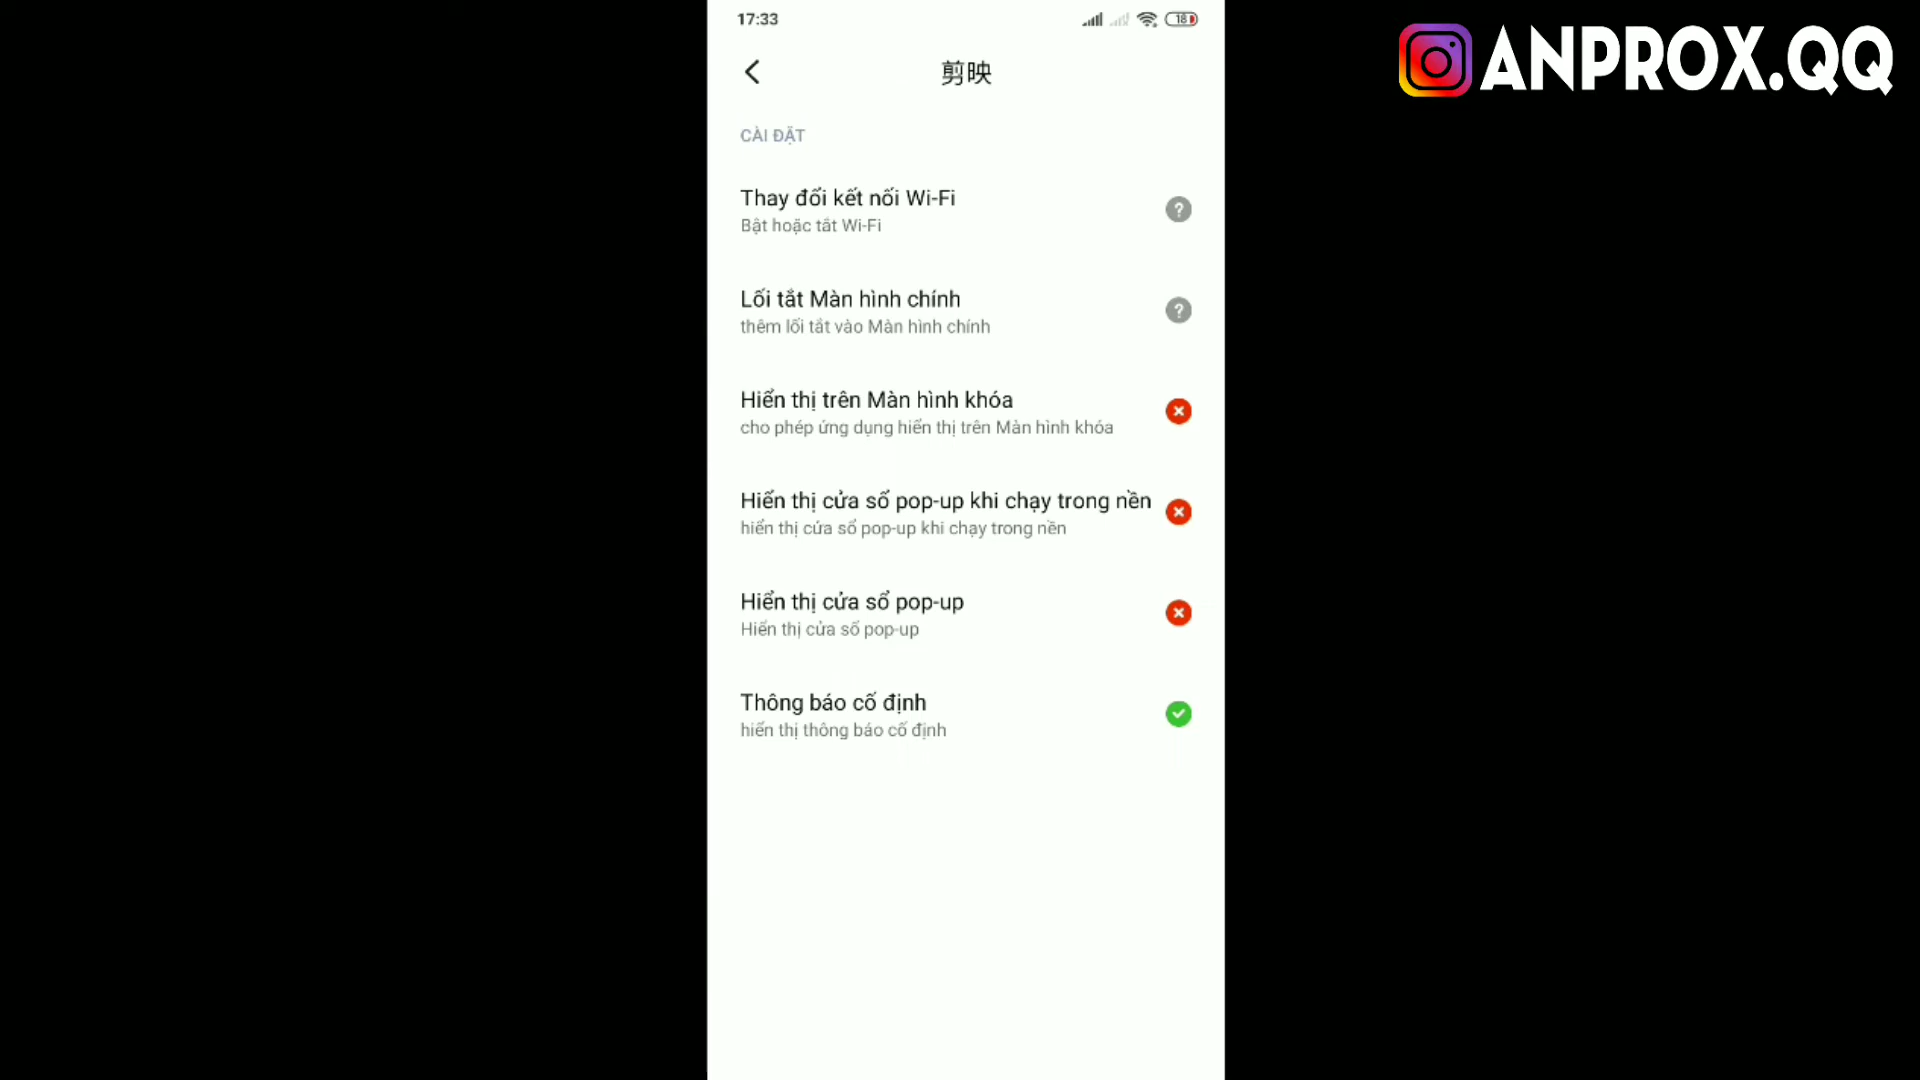 17:33
18
ANPROX.QQ
剪映
CÀI ĐẶT
Thay đổi kết nối Wi-Fi
Bật hoặc tắt Wi-Fi
Lối tắt Màn hình chính
thêm lối tắt vào Màn hình chính
Hiển thị trên Màn hình khóa
cho phép ứng dụng hiển thị trên Màn hình khóa
Hiển thị cửa sổ pop-up khi chạy trong nền
hiển thị cửa sổ pop-up khi chạy trong nền
Hiển thị cửa sổ pop-up
Hiển thị cửa sổ pop-up
Thông báo cố định
hiển thị thông báo cố định